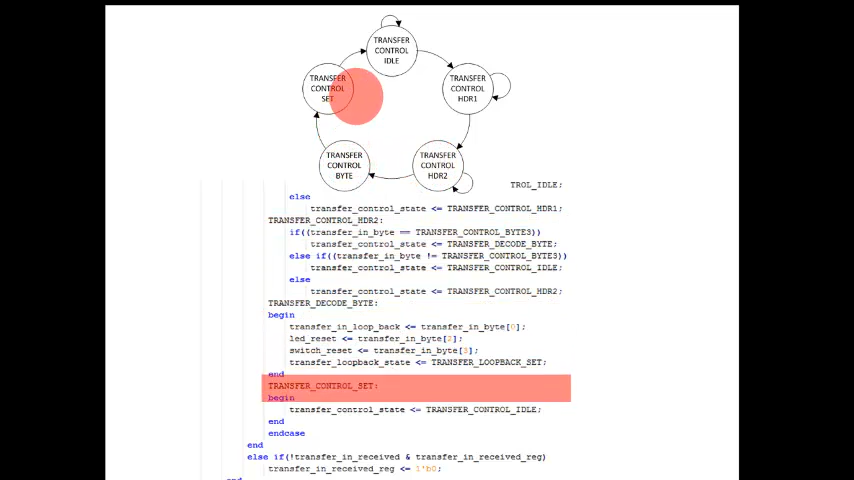 TRANSFER
CONTROL
IDLE
TRANSFER
CONTROL
SET
TRANSFER
CONTROL
HDR1
TRANSFER
CONTROL
BYTE
TRANSFER
CONTROL
HDR2
TROL_IDLE;
else
transfer_control_state <= TRANSFER_CONTROL_HDR1;
TRANSFER_CONTROL_HDR2:
if((transfer_in_byte == TRANSFER_CONTROL_BYTE3))
transfer_control_state <= TRANSFER_DECODE_BYTE;
else if((transfer_in_byte != TRANSFER_CONTROL_BYTE3))
transfer_control_state <= TRANSFER_CONTROL_IDLE;
else
transfer_control_state <= TRANSFER_CONTROL_HDR2;
TRANSFER_DECODE_BYTE:
begin
transfer_in_loop_back <= transfer_in_byte[0];
led_reset <= transfer_in_byte[2];
switch_reset <= transfer_in_byte[3];
transfer_loopback_state <= TRANSFER_LOOPBACK_SET;
end
TRANSFER_CONTROL_SET:
begin
transfer_control_state <= TRANSFER_CONTROL_IDLE;
end
endcase
end
else if(!transfer_in_received & transfer_in_received_reg)
transfer_in_received_reg <= 1'b0;